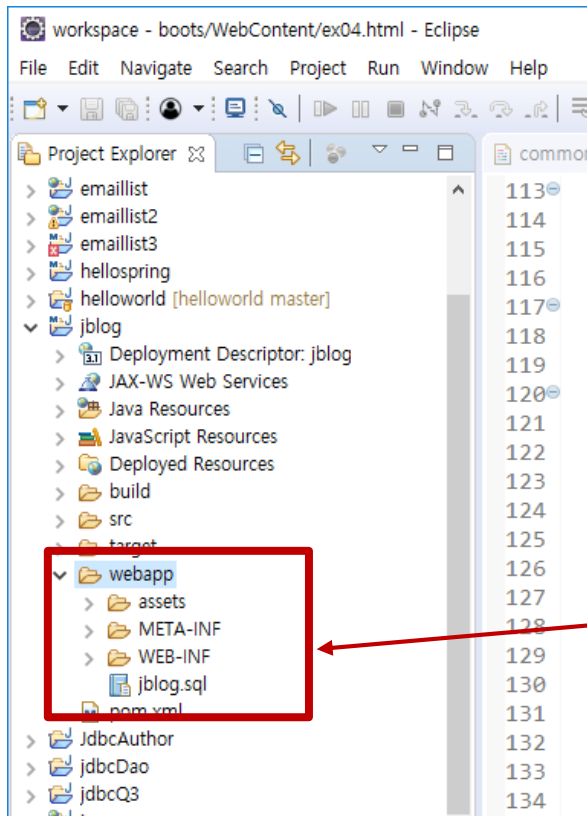 workspace - boots/WebContent/ex04.html - Eclipse
File Edit Navigate Search Project Run Window Help
Project Explorer
common
emaillist
emaillist2
emaillist3
hellospring
helloworld [helloworld master]
jblog
3.1 Deployment Descriptor: jblog
JAX-WS Web Services
Java Resources
JavaScript Resources
Deployed Resources
build
src
target
webapp
assets
META-INF
WEB-INF
jblog.sql
pom.xml
JdbcAuthor
jdbcDao
jdbcQ3
113
114
115
116
117
118
119
120
121
122
123
124
125
126
127
128
129
130
131
132
133
134